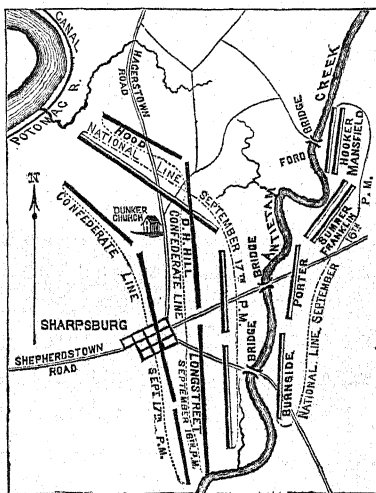 CANAL
POTOMAC R.
HAGERSTOWN
ROAD
CREEK
BRIDGE
FORD
HOOKER
MANSFIELD
HOOD
NATIONAL LINE
SEPTEMBER 17TH P.M.
N
DUNKER
CHURCH
D. H. HILL
CONFEDERATE LINE
CONFEDERATE LINE
ANTIETAM
BRIDGE
SUMNER
FRANKLIN
PORTER
NATIONAL LINE, SEPTEMBER
16TH
P.M.
SHARPSBURG
SHEPHERDSTOWN
ROAD
BRIDGE
BURNSIDE
LONGSTREET
SEPTEMBER 16TH P.M.
SEPT. 17TH P.M.